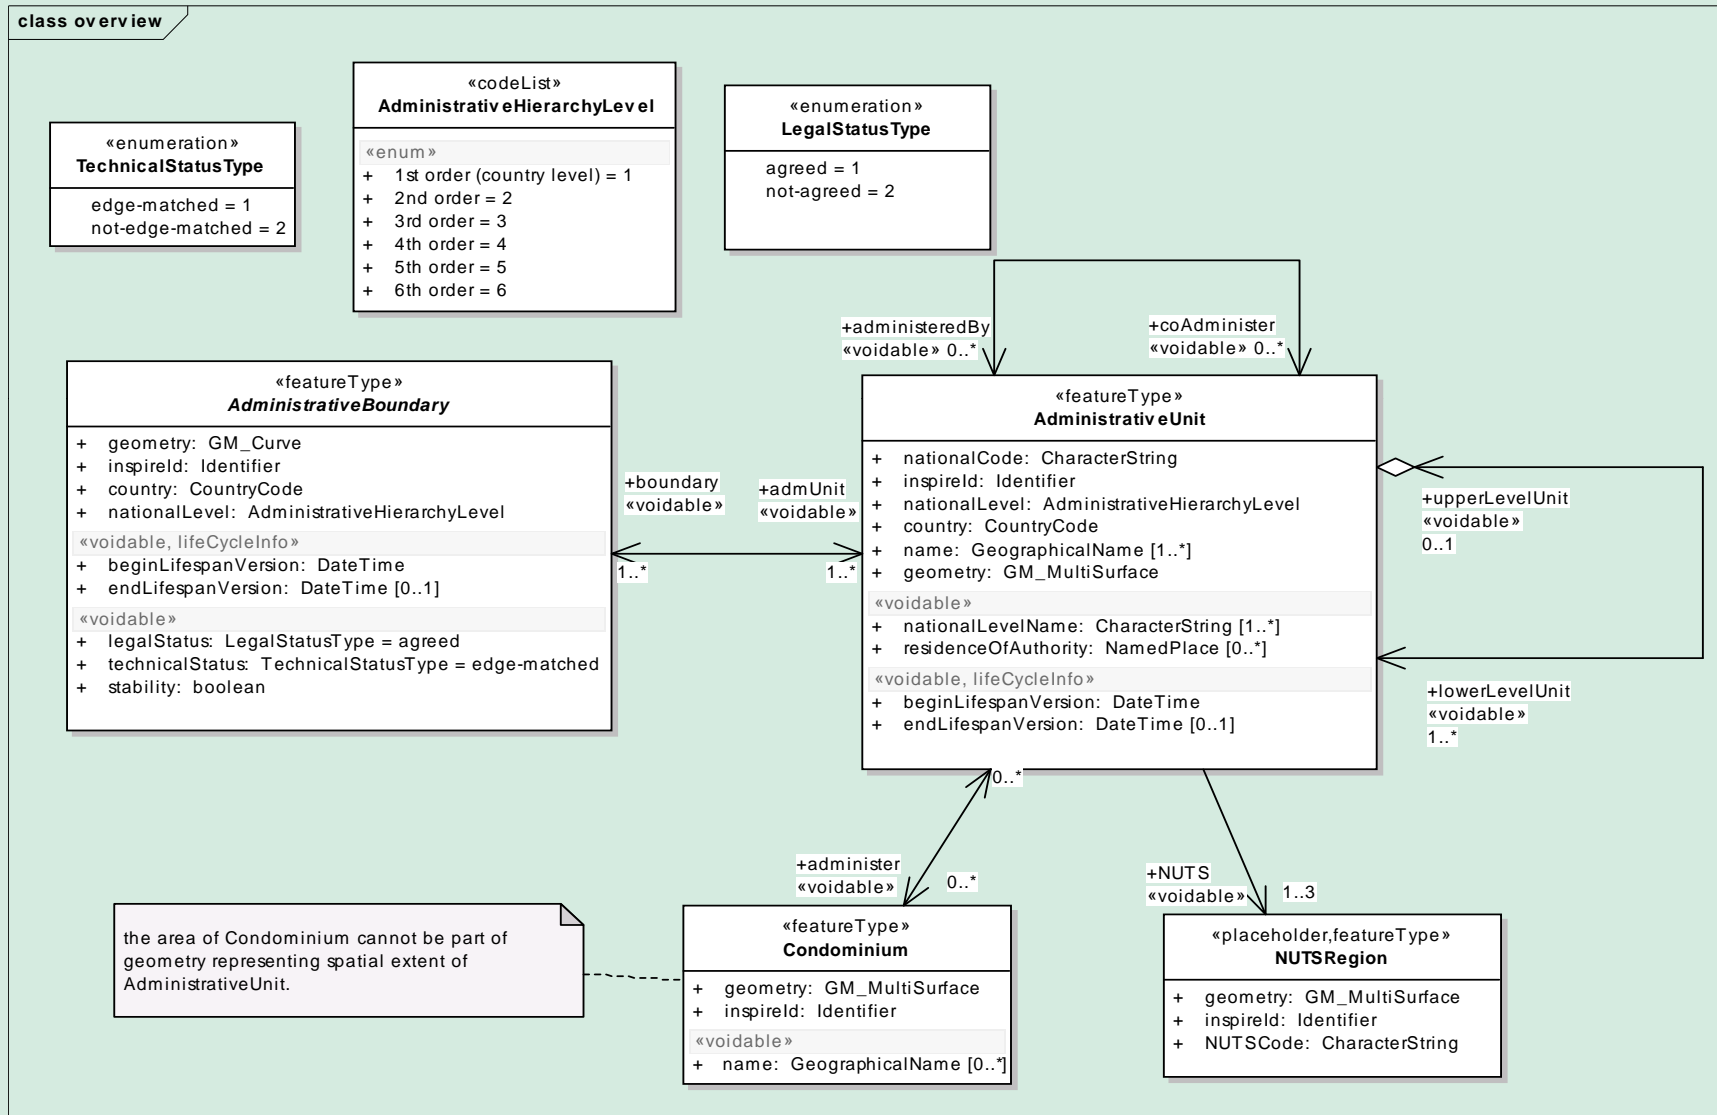 class overview
«enumeration»
TechnicalStatusType
edge-matched = 1
not-edge-matched = 2
«codeList»
AdministrativeHierarchyLevel
«enum»
+ 1st order (country level) = 1
+ 2nd order = 2
+ 3rd order = 3
+ 4th order = 4
+ 5th order = 5
+ 6th order = 6
«enumeration»
LegalStatusType
agreed = 1
not-agreed = 2
+administeredBy
«voidable» 0..*
+coAdminister
«voidable» 0..*
«featureType»
AdministrativeBoundary
+ geometry: GM_Curve
+ inspireId: Identifier
+ country: CountryCode
+ nationalLevel: AdministrativeHierarchyLevel
«voidable, lifeCycleInfo»
+ beginLifespanVersion: DateTime
+ endLifespanVersion: DateTime [0..1]
«voidable»
+ legalStatus: LegalStatusType = agreed
+ technicalStatus: TechnicalStatusType = edge-matched
+ stability: boolean
+boundary
«voidable»
1..*
+admUnit
«voidable»
1..*
«featureType»
AdministrativeUnit
+ nationalCode: CharacterString
+ inspireId: Identifier
+ nationalLevel: AdministrativeHierarchyLevel
+ country: CountryCode
+ name: GeographicalName [1..*]
+ geometry: GM_MultiSurface
«voidable»
+ nationalLevelName: CharacterString [1..*]
+ residenceOfAuthority: NamedPlace [0..*]
«voidable, lifeCycleInfo»
+ beginLifespanVersion: DateTime
+ endLifespanVersion: DateTime [0..1]
+upperLevelUnit
«voidable»
0..1
+lowerLevelUnit
«voidable»
1..*
0..*
+administer
«voidable»
0..*
+NUTS
«voidable»
1..3
the area of Condominium cannot be part of
geometry representing spatial extent of
AdministrativeUnit.
«featureType»
Condominium
+ geometry: GM_MultiSurface
+ inspireId: Identifier
«voidable»
+ name: GeographicalName [0..*]
«placeholder,featureType»
NUTSRegion
+ geometry: GM_MultiSurface
+ inspireId: Identifier
+ NUTSCode: CharacterString